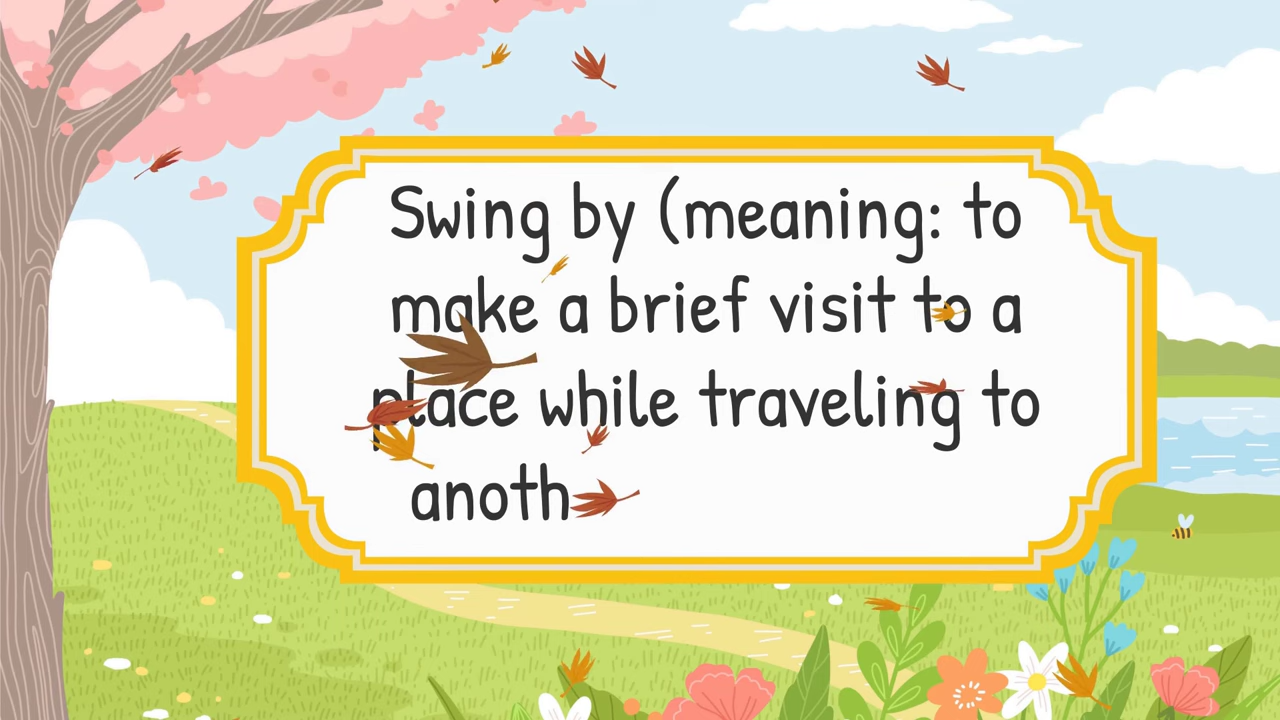 Swing by (meaning: to
make a brief visit to a
place while traveling to
anoth